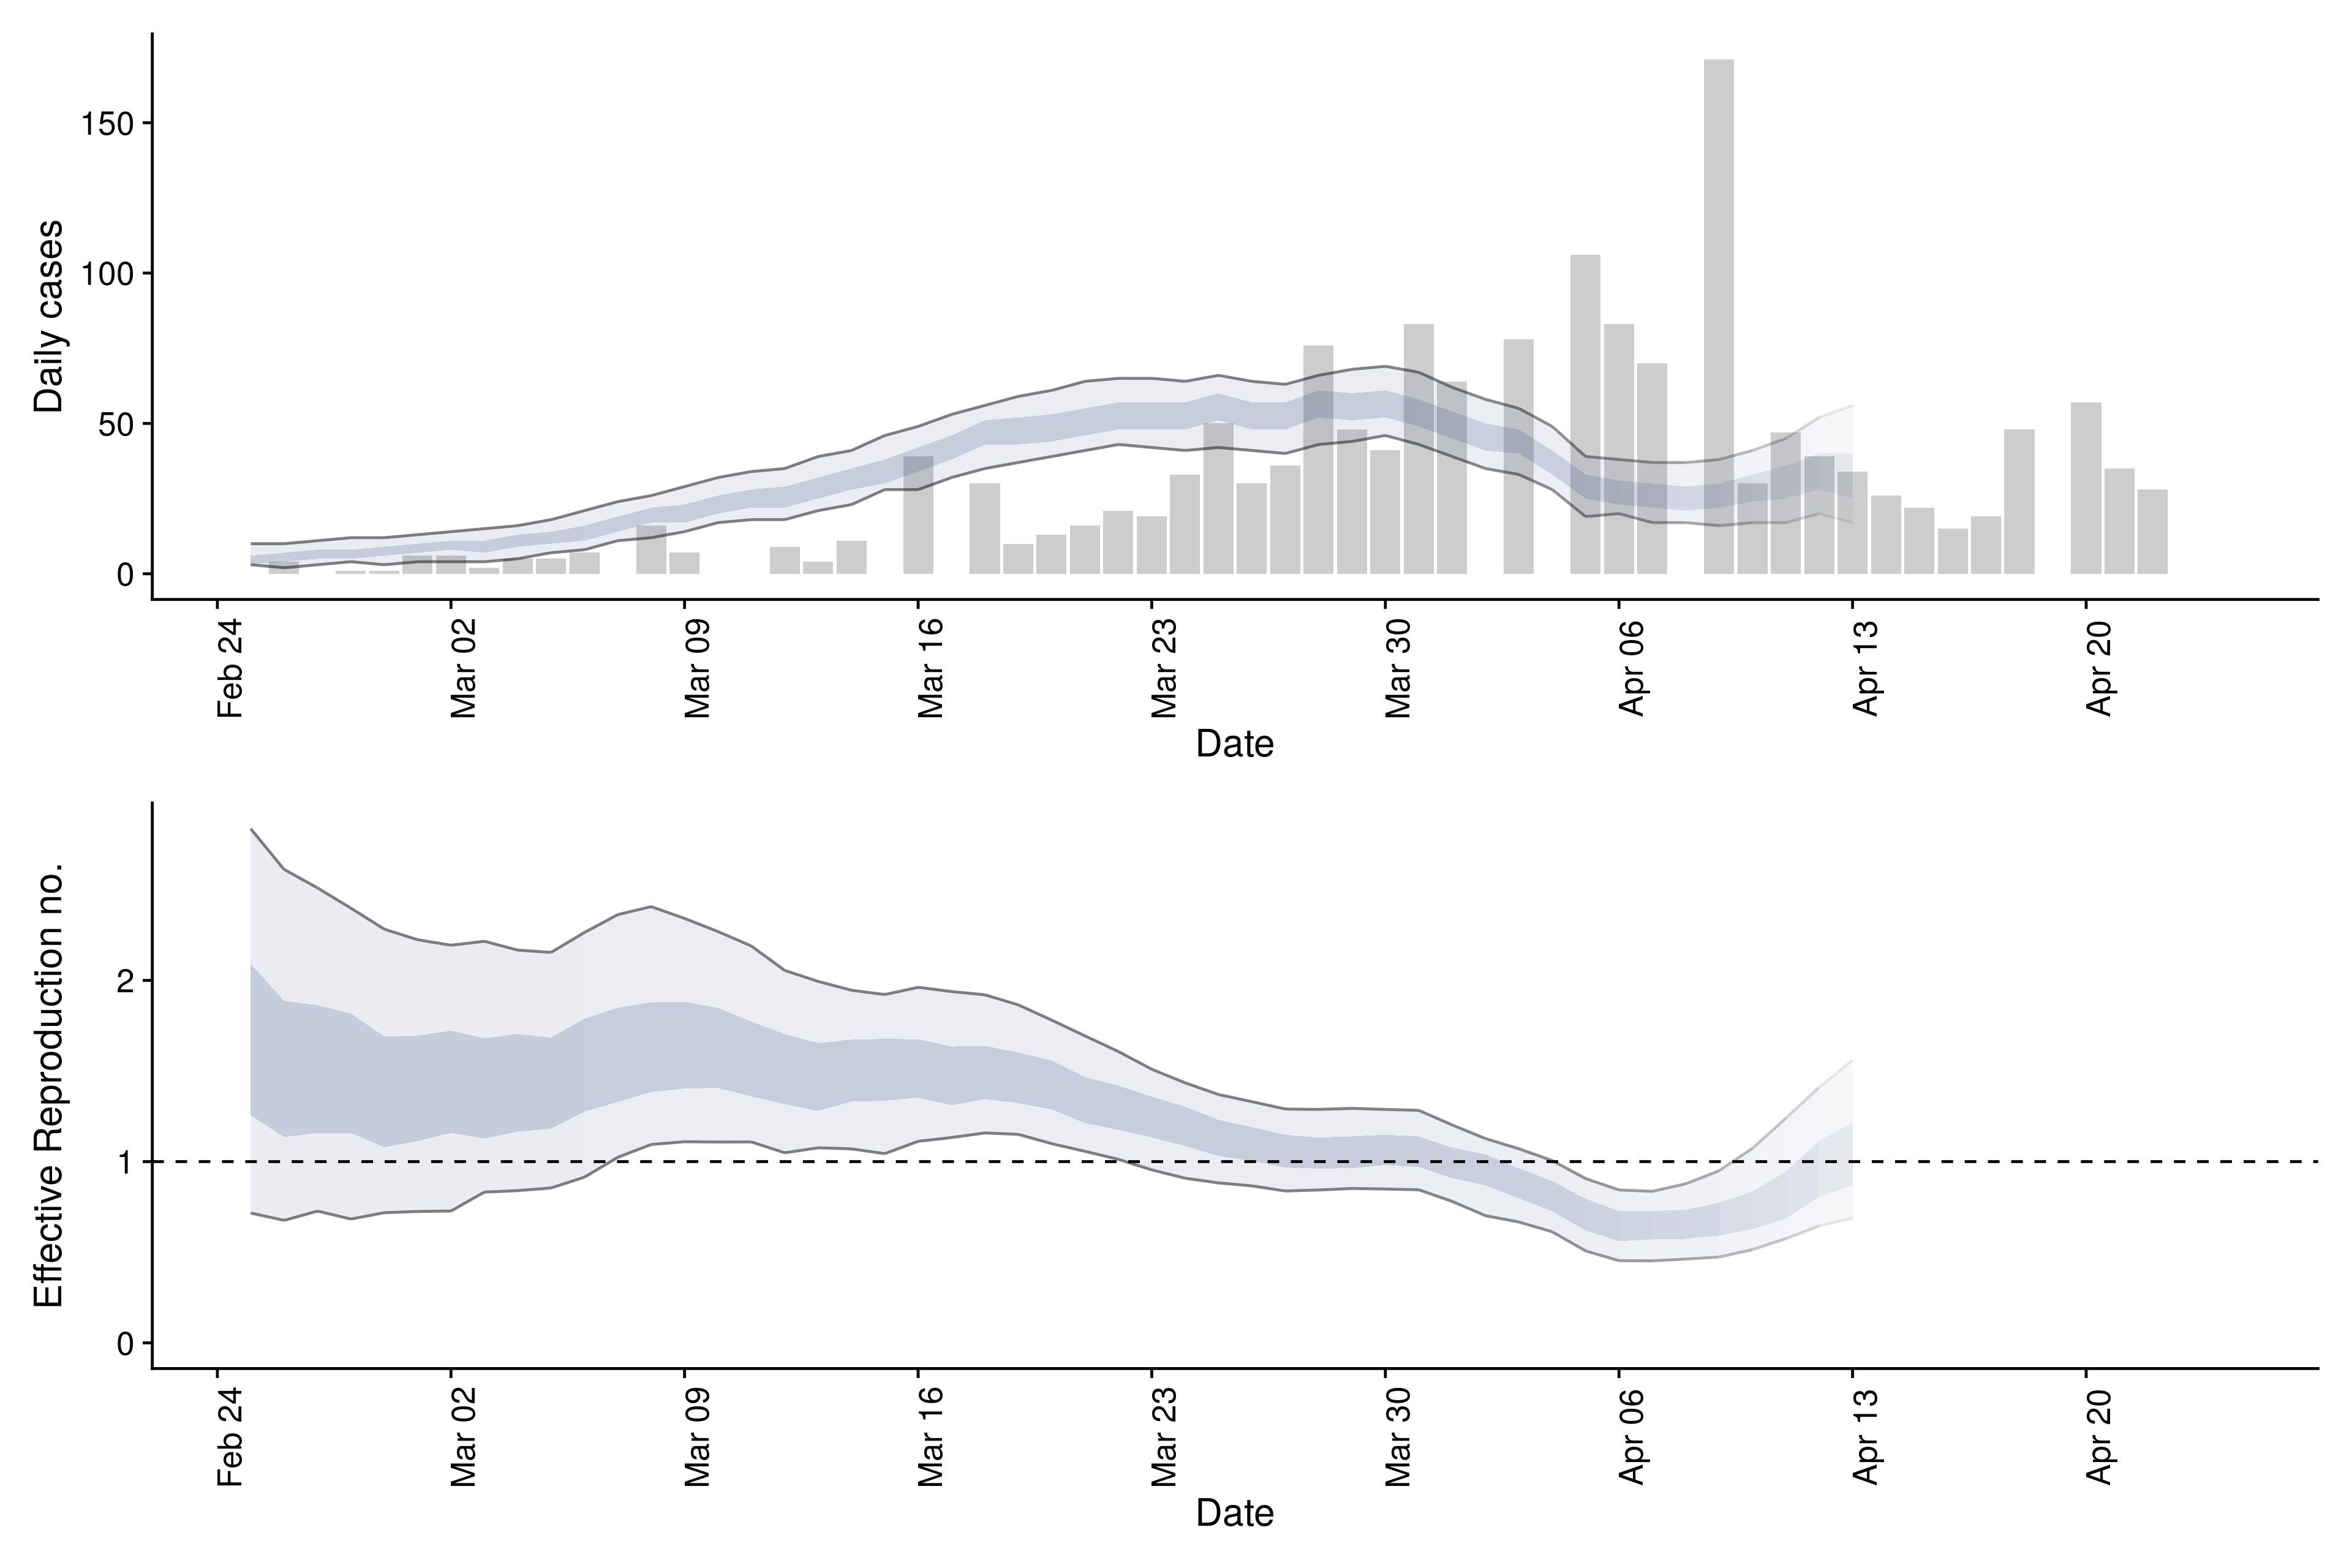 Daily cases
150
100
50
0
Feb 24
Mar 02
Mar 09
Mar 16
Mar 23
Mar 30
Apr 06
Apr 13
Apr 20
Date
Effective Reproduction no.
2
1
0
Feb 24
Mar 02
Mar 09
Mar 16
Mar 23
Mar 30
Apr 06
Apr 13
Apr 20
Date